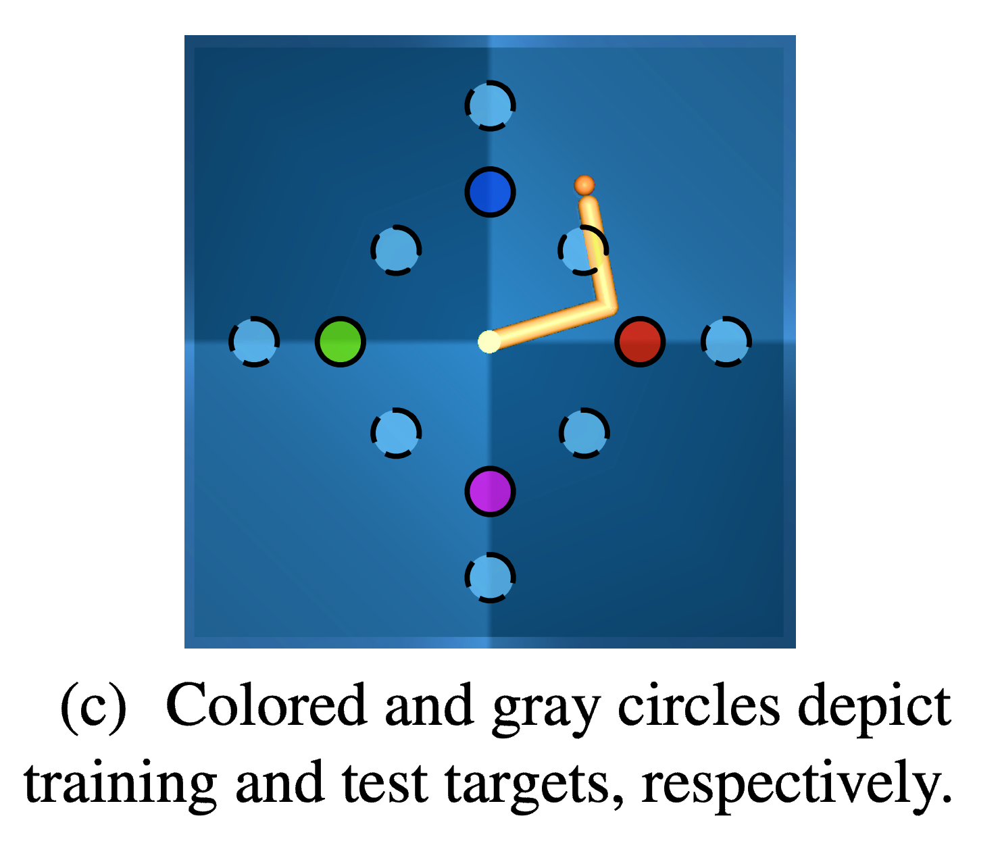 (c) Colored and gray circles depict
training and test targets, respectively.